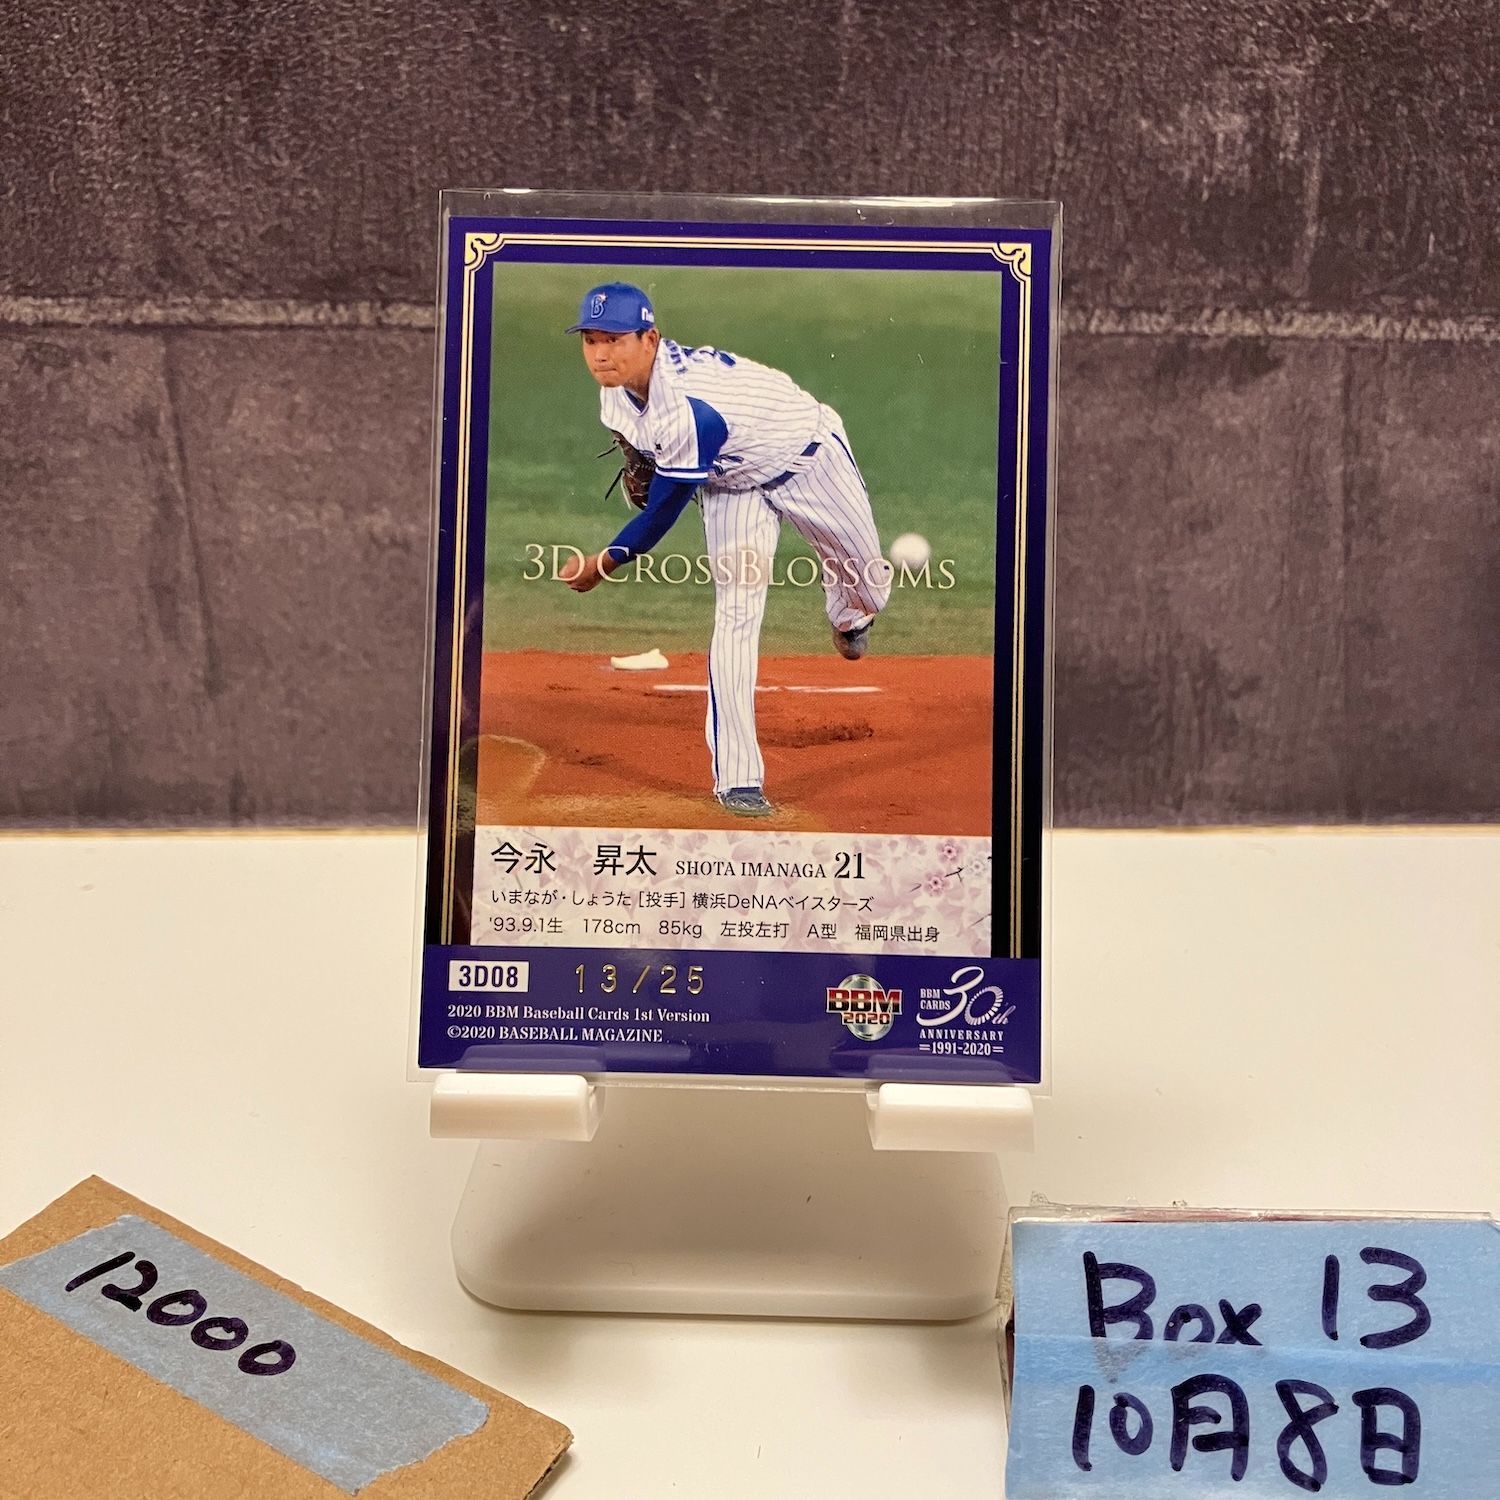 3D CROSSBLOSSOMS
今永 昇太 SHOTA IMANAGA 21
いまなが・しょうた [投手] 横浜DeNAベイスターズ
'93.9.1生 178cm 85kg 左投左打 A型 福岡県出身
3D08 13/25
2020 BBM Baseball Cards 1st Version
©2020 BASEBALL MAGAZINE
BBM
2020
BBM
CARDS
30th
ANNIVERSARY
=1991-2020=
12000
Box 13
10月8日